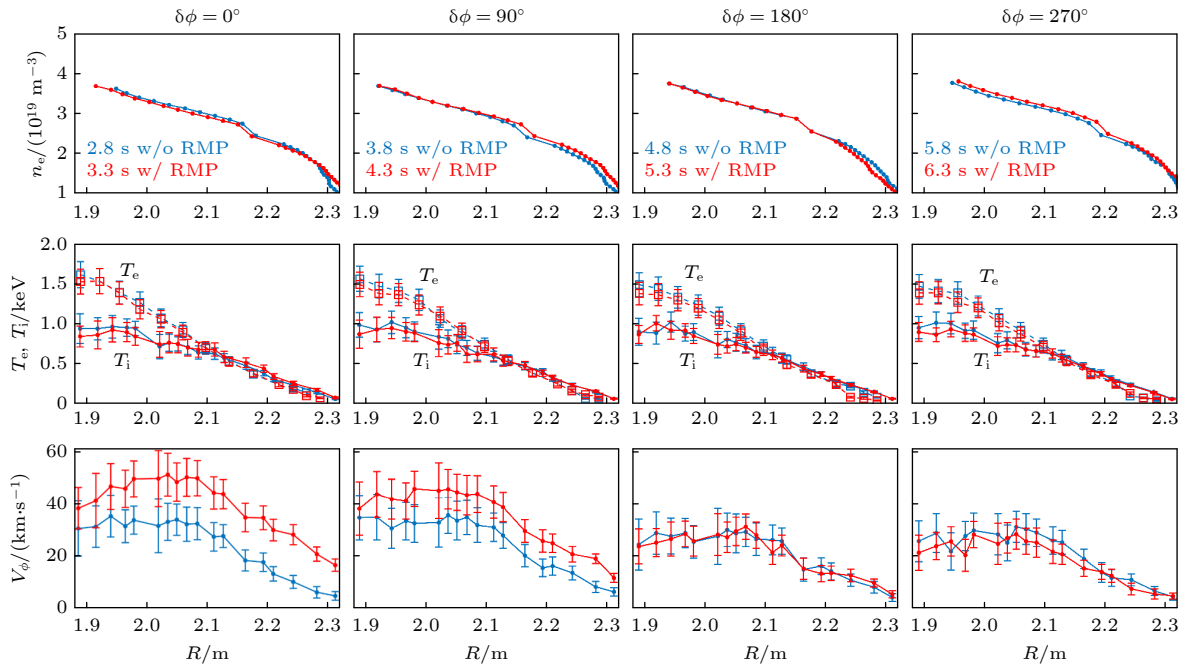 δϕ = 0° δϕ = 90° δϕ = 180° δϕ = 270°
n_e/(10^19 m^−3)
5
4
3
2
1
2.8 s w/o RMP
3.3 s w/ RMP
3.8 s w/o RMP
4.3 s w/ RMP
4.8 s w/o RMP
5.3 s w/ RMP
5.8 s w/o RMP
6.3 s w/ RMP
1.9 2.0 2.1 2.2 2.3 1.9 2.0 2.1 2.2 2.3 1.9 2.0 2.1 2.2 2.3 1.9 2.0 2.1 2.2 2.3
T_e, T_i/keV
2.0
1.5
1.0
0.5
0
T_e
T_i
T_e
T_i
T_e
T_i
T_e
T_i
1.9 2.0 2.1 2.2 2.3 1.9 2.0 2.1 2.2 2.3 1.9 2.0 2.1 2.2 2.3 1.9 2.0 2.1 2.2 2.3
V_ϕ/(km·s^−1)
60
40
20
0
1.9 2.0 2.1 2.2 2.3 1.9 2.0 2.1 2.2 2.3 1.9 2.0 2.1 2.2 2.3 1.9 2.0 2.1 2.2 2.3
R/m R/m R/m R/m